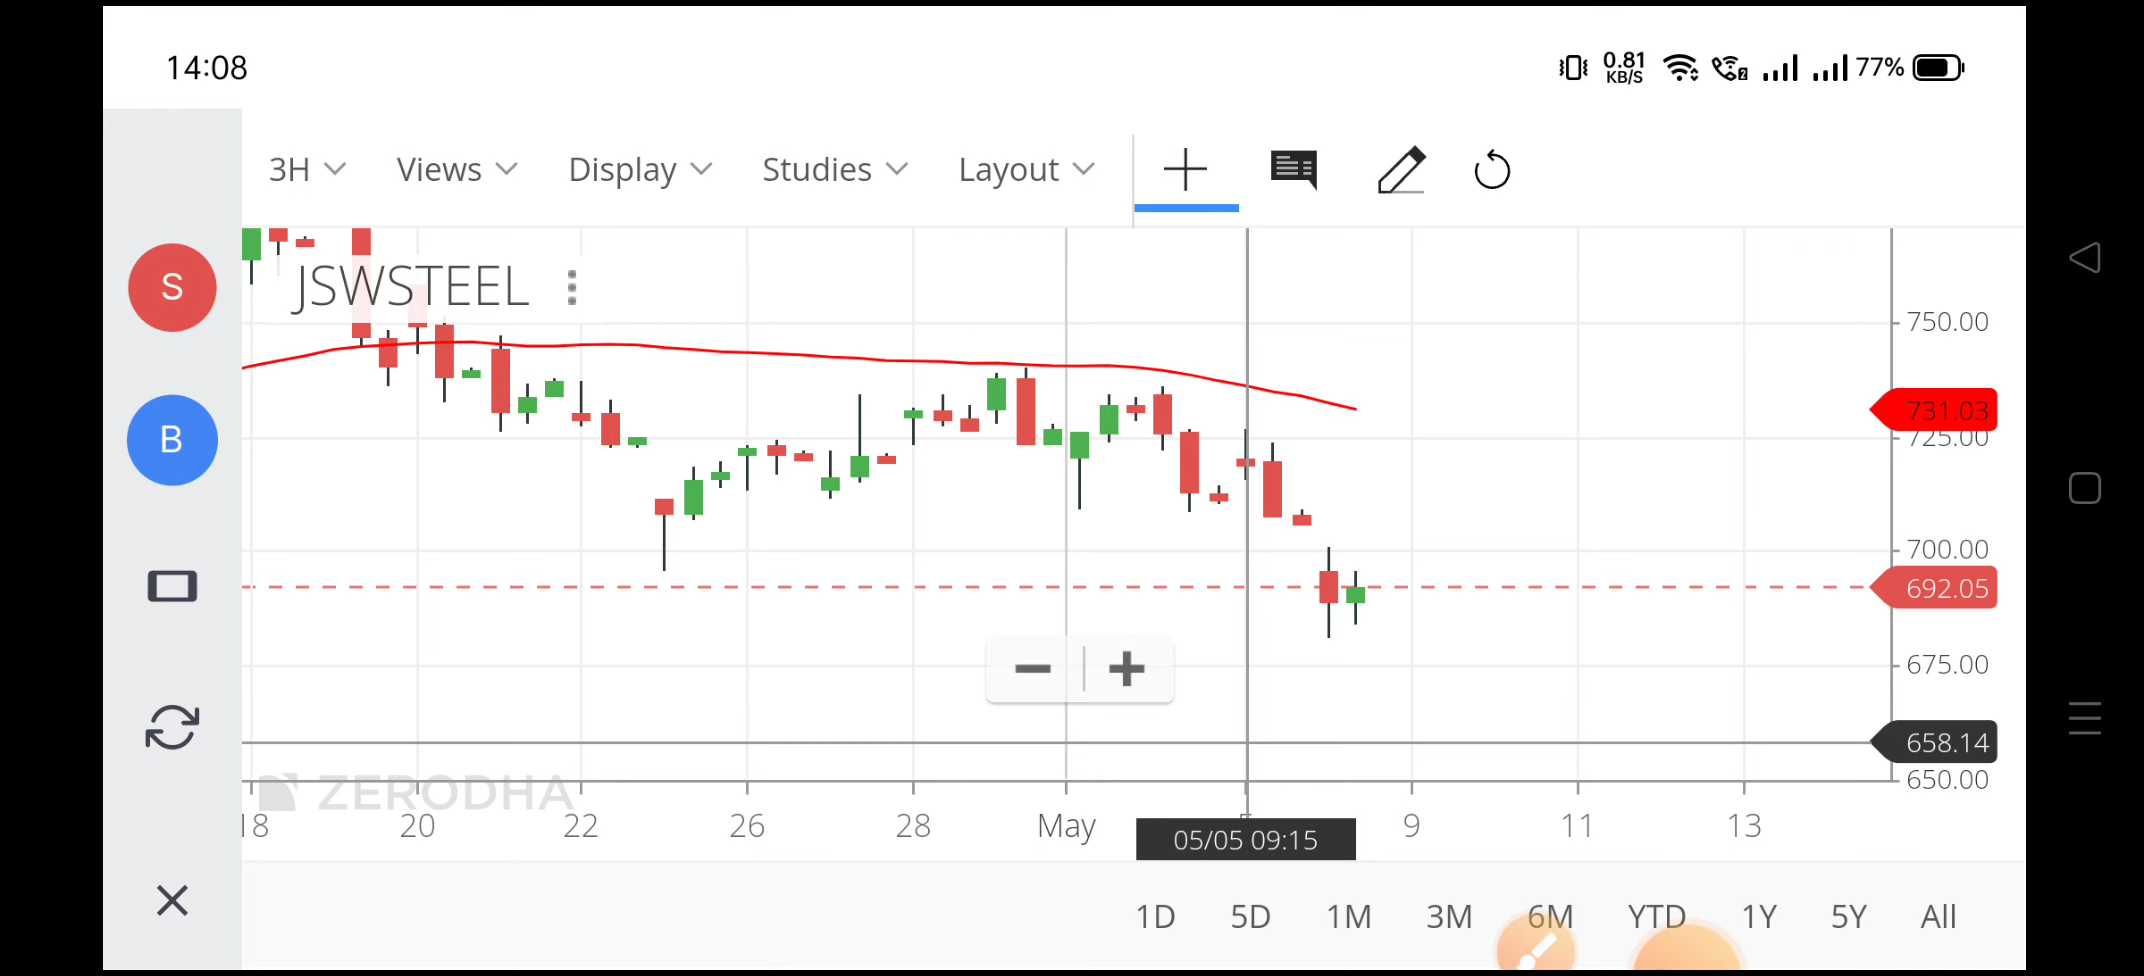 14:08
0.81
KB/S
2
77%
3H Views Display Studies Layout
S
JSWSTEEL
750.00
731.03
B
725.00
700.00
692.05
675.00
658.14
650.00
ZERODHA
18 20 22 26 28 May 9 11 13
05/05 09:15
1D 5D 1M 3M 6M YTD 1Y 5Y All